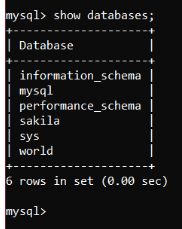 mysql> show databases;
+--------------------+
| Database           |
+--------------------+
| information_schema |
| mysql              |
| performance_schema |
| sakila             |
| sys                |
| world              |
+--------------------+
6 rows in set (0.00 sec)
mysql>